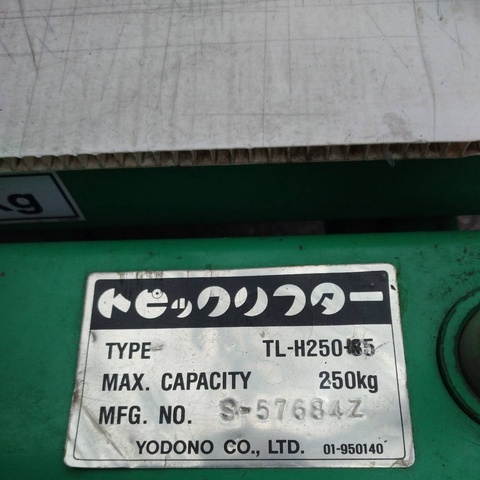 kg
トピックリフター
TYPE TL-H250-85
MAX. CAPACITY 250kg
MFG. NO. S-57684Z
YODONO CO., LTD. 01-950140